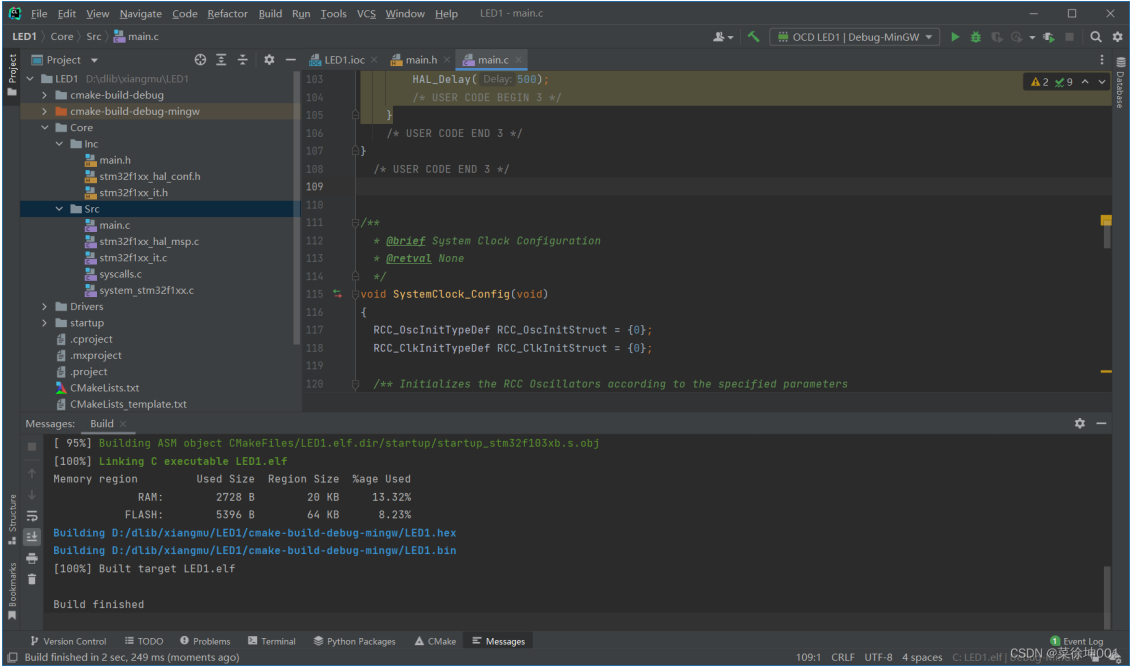 File Edit View Navigate Code Refactor Build Run Tools VCS Window Help LED1 - main.c
LED1 Core Src main.c OCD LED1 | Debug-MinGW
Project LED1.ioc main.h main.c
Project
LED1 D:\dlib\xiangmu\LED1
cmake-build-debug
cmake-build-debug-mingw
Core
Inc
main.h
stm32f1xx_hal_conf.h
stm32f1xx_it.h
Src
main.c
stm32f1xx_hal_msp.c
stm32f1xx_it.c
syscalls.c
system_stm32f1xx.c
Drivers
startup
.cproject
.mxproject
.project
CMakeLists.txt
CMakeLists_template.txt
2 9
Database
103 HAL_Delay( Delay: 500);
104 /* USER CODE BEGIN 3 */
105 }
106 /* USER CODE END 3 */
107 }
108 /* USER CODE END 3 */
109
110
111 /**
112 * @brief System Clock Configuration
113 * @retval None
114 */
115 void SystemClock_Config(void)
116 {
117 RCC_OscInitTypeDef RCC_OscInitStruct = {0};
118 RCC_ClkInitTypeDef RCC_ClkInitStruct = {0};
119
120 /** Initializes the RCC Oscillators according to the specified parameters
Messages: Build
[ 95%] Building ASM object CMakeFiles/LED1.elf.dir/startup/startup_stm32f103xb.s.obj
[100%] Linking C executable LED1.elf
Memory region Used Size Region Size %age Used
RAM: 2728 B 20 KB 13.32%
FLASH: 5396 B 64 KB 8.23%
Building D:/dlib/xiangmu/LED1/cmake-build-debug-mingw/LED1.hex
Building D:/dlib/xiangmu/LED1/cmake-build-debug-mingw/LED1.bin
[100%] Built target LED1.elf
Build finished
Structure
Bookmarks
Version Control TODO Problems Terminal Python Packages CMake Messages 1 Event Log
Build finished in 2 sec, 249 ms (moments ago) 109:1 CRLF UTF-8 4 spaces C: LED1.elf |
CSDN @菜徐坤001